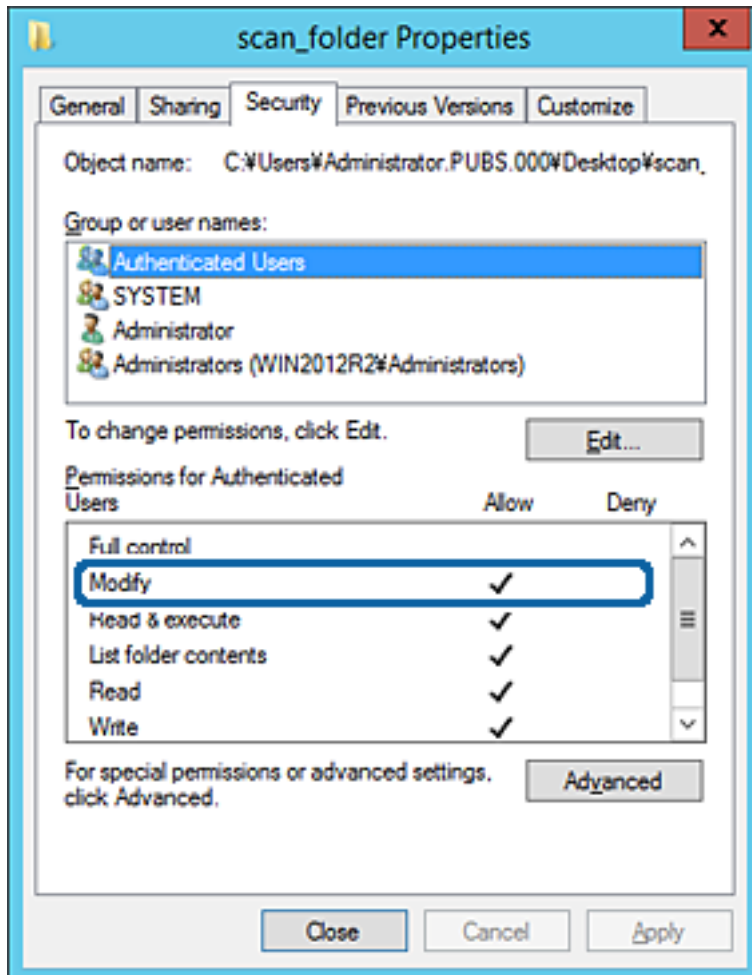 scan_folder Properties
x
General Sharing Security Previous Versions Customize
Object name: C:¥Users¥Administrator.PUBS.000¥Desktop¥scan_
Group or user names:
Authenticated Users
SYSTEM
Administrator
Administrators (WIN2012R2¥Administrators)
To change permissions, click Edit.
Edit...
Permissions for Authenticated
Users Allow Deny
Full control
Modify
Read & execute
List folder contents
Read
Write
For special permissions or advanced settings,
click Advanced.
Advanced
Close Cancel Apply